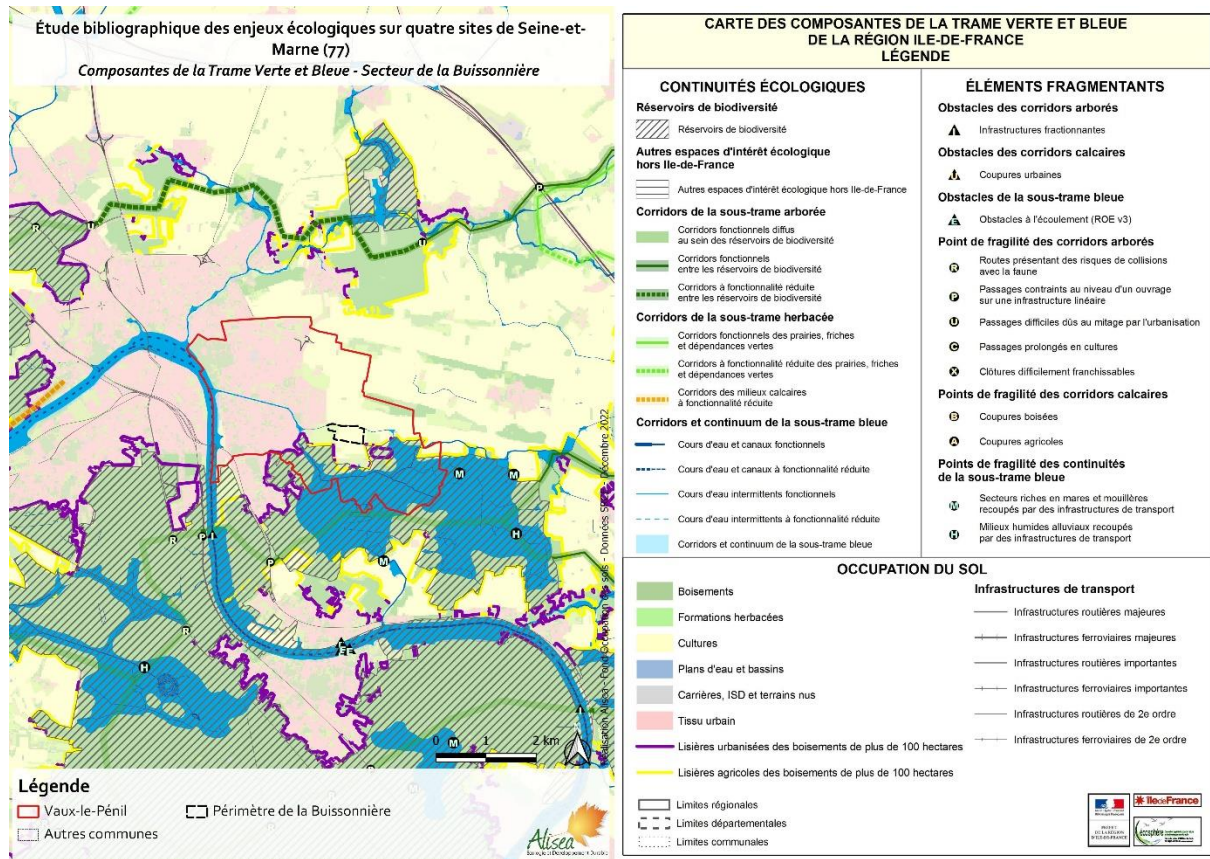 Étude bibliographique des enjeux écologiques sur quatre sites de Seine-et-
Marne (77)
Composantes de la Trame Verte et Bleue - Secteur de la Buissonnière
R
U
P
U
M
M
H
M
R
P
P
R
H
M
R
0 1 2 km
Légende
Vaux-le-Pénil
Périmètre de la Buissonnière
Autres communes
Alisea
CARTE DES COMPOSANTES DE LA TRAME VERTE ET BLEUE
DE LA RÉGION ILE-DE-FRANCE
LÉGENDE
CONTINUITÉS ÉCOLOGIQUES
Réservoirs de biodiversité
Réservoirs de biodiversité
Autres espaces d'intérêt écologique
hors Ile-de-France
Autres espaces d'intérêt écologique hors Ile-de-France
Corridors de la sous-trame arborée
Corridors fonctionnels diffus
au sein des réservoirs de biodiversité
Corridors fonctionnels
entre les réservoirs de biodiversité
Corridors à fonctionnalité réduite
entre les réservoirs de biodiversité
Corridors de la sous-trame herbacée
Corridors fonctionnels des prairies, friches
et dépendances vertes
Corridors à fonctionnalité réduite des prairies, friches
et dépendances vertes
Corridors des milieux calcaires
à fonctionnalité réduite
Corridors et continuum de la sous-trame bleue
Cours d'eau et canaux fonctionnels
Cours d'eau et canaux à fonctionnalité réduite
Cours d'eau intermittents fonctionnels
Cours d'eau intermittents à fonctionnalité réduite
Corridors et continuum de la sous-trame bleue
ÉLÉMENTS FRAGMENTANTS
Obstacles des corridors arborés
Infrastructures fractionnantes
Obstacles des corridors calcaires
Coupures urbaines
Obstacles de la sous-trame bleue
Obstacles à l'écoulement (ROE v3)
Point de fragilité des corridors arborés
R Routes présentant des risques de collisions
avec la faune
P Passages contraints au niveau d'un ouvrage
sur une infrastructure linéaire
U Passages difficiles dûs au mitage par l'urbanisation
C Passages prolongés en cultures
X Clôtures difficilement franchissables
Points de fragilité des corridors calcaires
B Coupures boisées
A Coupures agricoles
Points de fragilité des continuités
de la sous-trame bleue
M Secteurs riches en mares et mouillères
recoupés par des infrastructures de transport
H Milieux humides alluviaux recoupés
par des infrastructures de transport
OCCUPATION DU SOL
Boisements
Formations herbacées
Cultures
Plans d'eau et bassins
Carrières, ISD et terrains nus
Tissu urbain
Lisières urbanisées des boisements de plus de 100 hectares
Lisières agricoles des boisements de plus de 100 hectares
Limites régionales
Limites départementales
Limites communales
Infrastructures de transport
Infrastructures routières majeures
Infrastructures ferroviaires majeures
Infrastructures routières importantes
Infrastructures ferroviaires importantes
Infrastructures routières de 2e ordre
Infrastructures ferroviaires de 2e ordre
îledeFrance